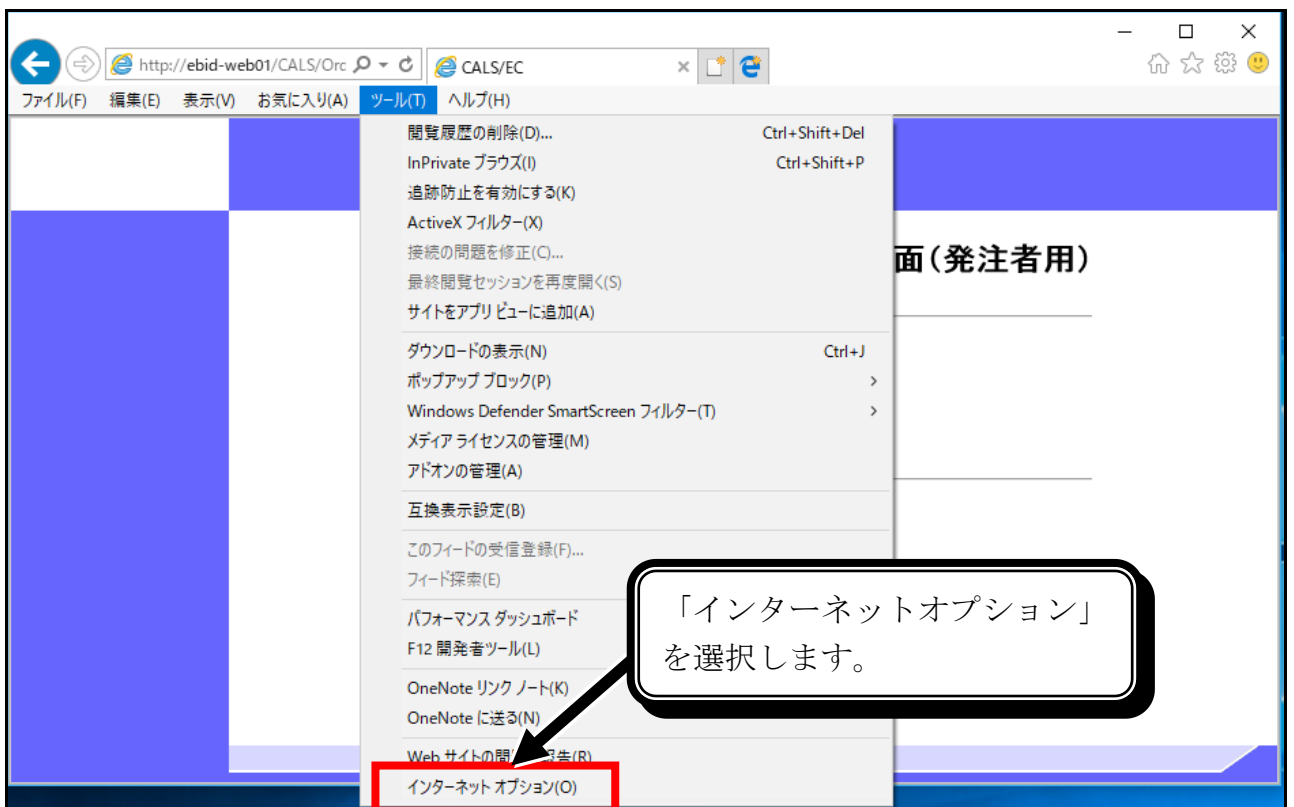 http://ebid-web01/CALS/Orc
CALS/EC
ファイル(F) 編集(E) 表示(V) お気に入り(A) ツール(T) ヘルプ(H)
閲覧履歴の削除(D)... Ctrl+Shift+Del
InPrivate ブラウズ(I) Ctrl+Shift+P
追跡防止を有効にする(K)
ActiveX フィルター(X)
接続の問題を修正(C)...
最終閲覧セッションを再度開く(S)
サイトをアプリ ビューに追加(A)
面(発注者用)
ダウンロードの表示(N) Ctrl+J
ポップアップ ブロック(P)
Windows Defender SmartScreen フィルター(T)
メディア ライセンスの管理(M)
アドオンの管理(A)
互換表示設定(B)
このフィードの受信登録(F)...
フィード探索(E)
パフォーマンス ダッシュボード
F12 開発者ツール(L)
OneNote リンク ノート(K)
OneNote に送る(N)
Web サイトの問 告(R)
インターネット オプション(O)
「インターネットオプション」
を選択します。